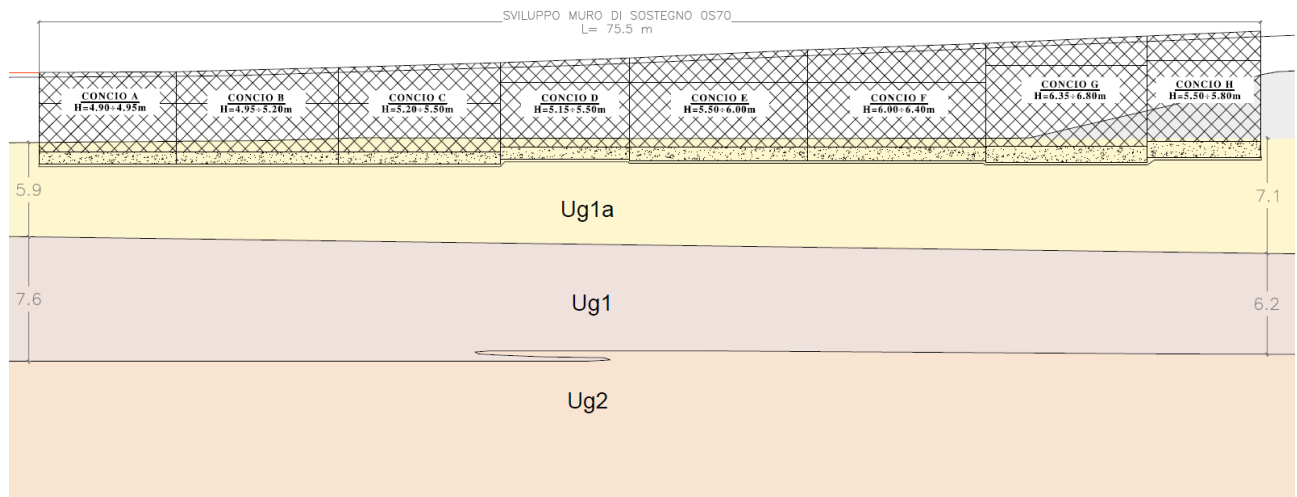 SVILUPPO MURO DI SOSTEGNO OS70
L= 75.5 m
CONCIO A
H=4.90÷4.95m
CONCIO B
H=4.95÷5.20m
CONCIO C
H=5.20÷5.50m
CONCIO D
H=5.15÷5.50m
CONCIO E
H=5.50÷6.00m
CONCIO F
H=6.00÷6.40m
CONCIO G
H=6.35÷6.80m
CONCIO H
H=5.50÷5.80m
5.9
7.1
Ug1a
7.6
Ug1
6.2
Ug2